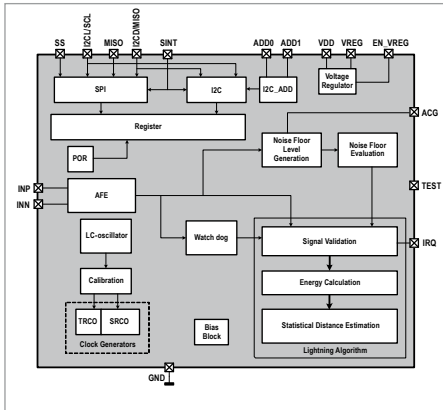 SS
I2CL/SCL
MISO
I2CD/MISO
SINT
ADD0
ADD1
VDD
VREG
EN_VREG
SPI
I2C
I2C_ADD
Voltage
Regulator
Register
ACG
POR
Noise Floor
Level
Generation
Noise Floor
Evaluation
TEST
INP
INN
AFE
LC-oscillator
Watch dog
Signal Validation
IRQ
Calibration
Energy Calculation
TRCO
SRCO
Clock Generators
Bias
Block
Statistical Distance Estimation
Lightning Algorithm
GND